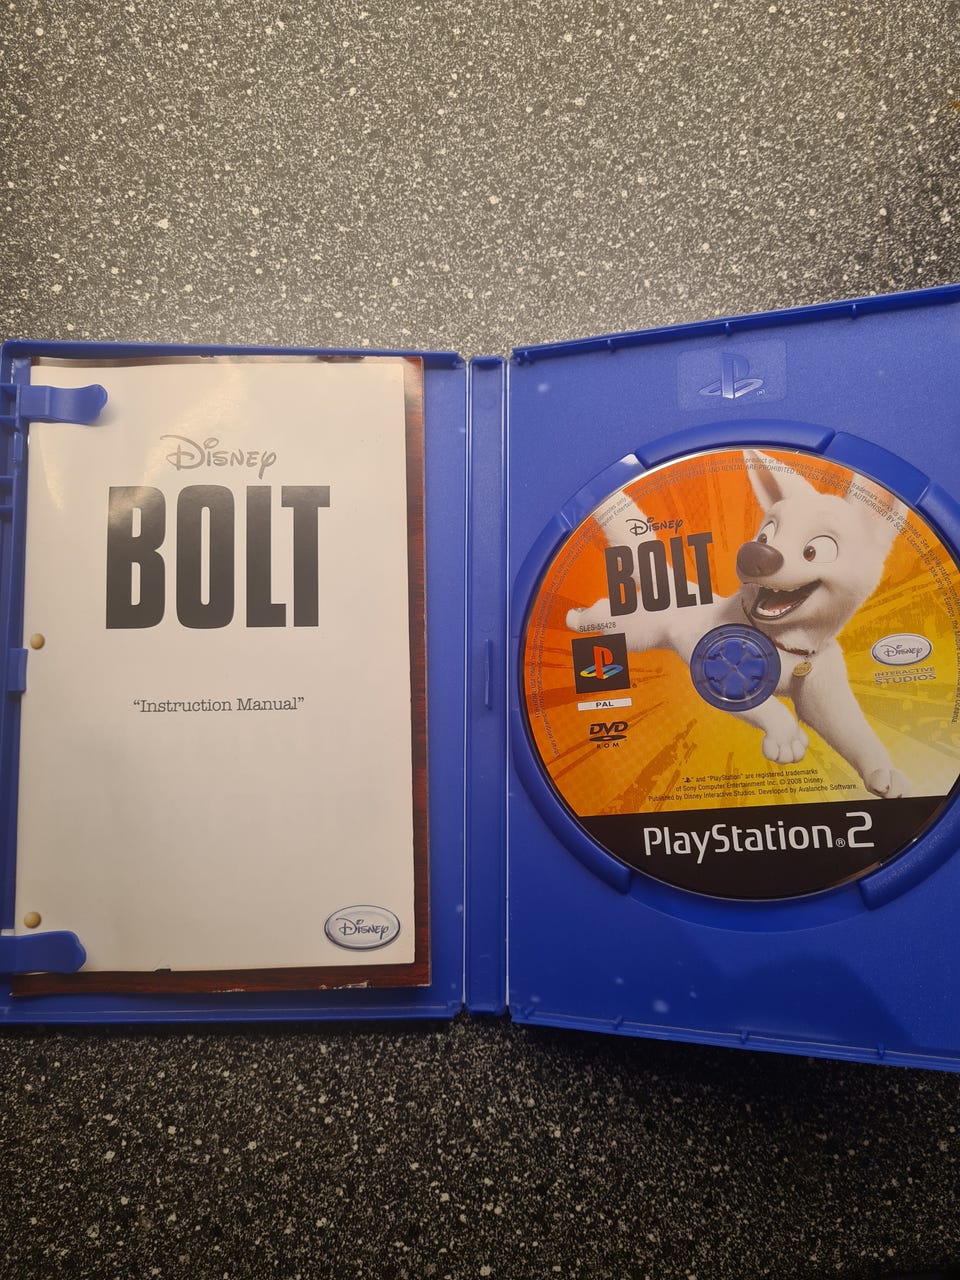 Disney
BOLT
“Instruction Manual”
Disney
Disney
BOLT
SLES-55428
PAL
DVD
ROM
Disney
INTERACTIVE
STUDIOS
" " and "PlayStation" are registered trademarks
of Sony Computer Entertainment Inc. © 2008 Disney.
Published by Disney Interactive Studios. Developed by Avalanche Software.
PlayStation®2